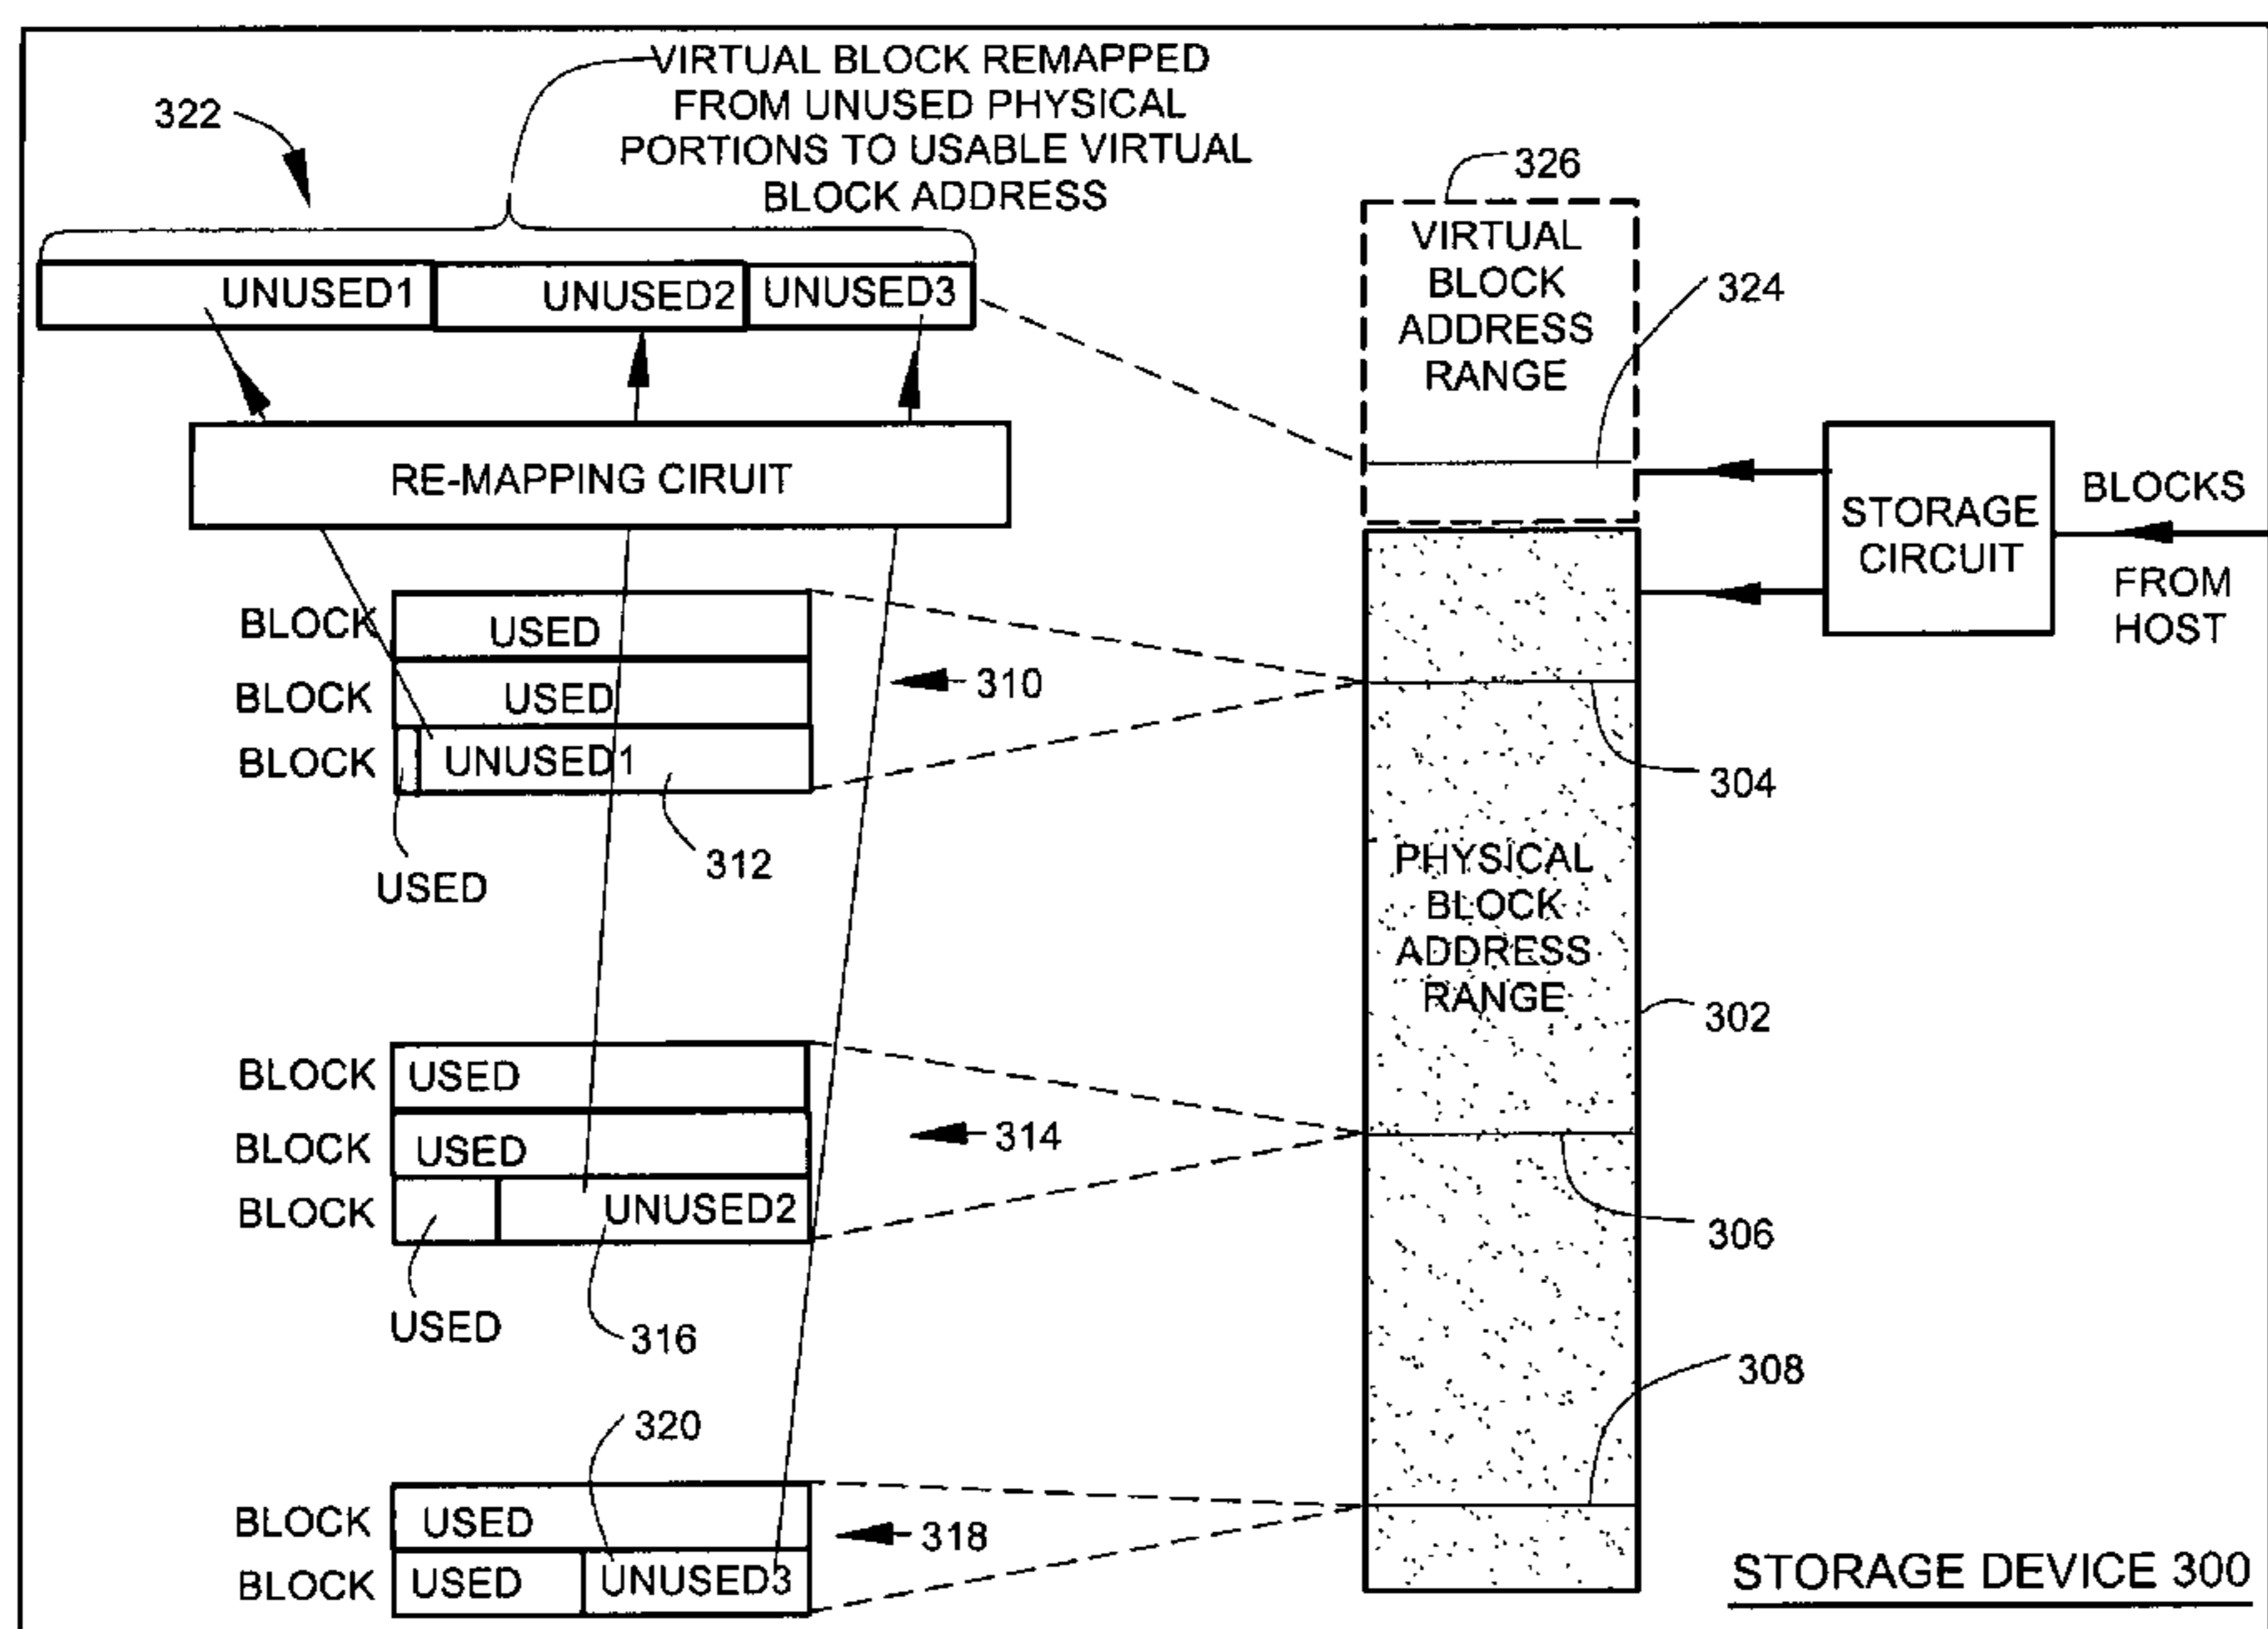 VIRTUAL BLOCK REMAPPED
FROM UNUSED PHYSICAL
PORTIONS TO USABLE VIRTUAL
BLOCK ADDRESS
322
326
VIRTUAL
BLOCK
ADDRESS
RANGE
324
UNUSED1
UNUSED2
UNUSED3
RE-MAPPING CIRUIT
STORAGE
CIRCUIT
BLOCKS
FROM
HOST
BLOCK
USED
BLOCK
USED
310
BLOCK
UNUSED1
304
312
USED
PHYSICAL
BLOCK
ADDRESS
RANGE
302
BLOCK
USED
BLOCK
USED
314
BLOCK
UNUSED2
306
USED
316
308
320
BLOCK
USED
318
BLOCK
USED
UNUSED3
STORAGE DEVICE 300